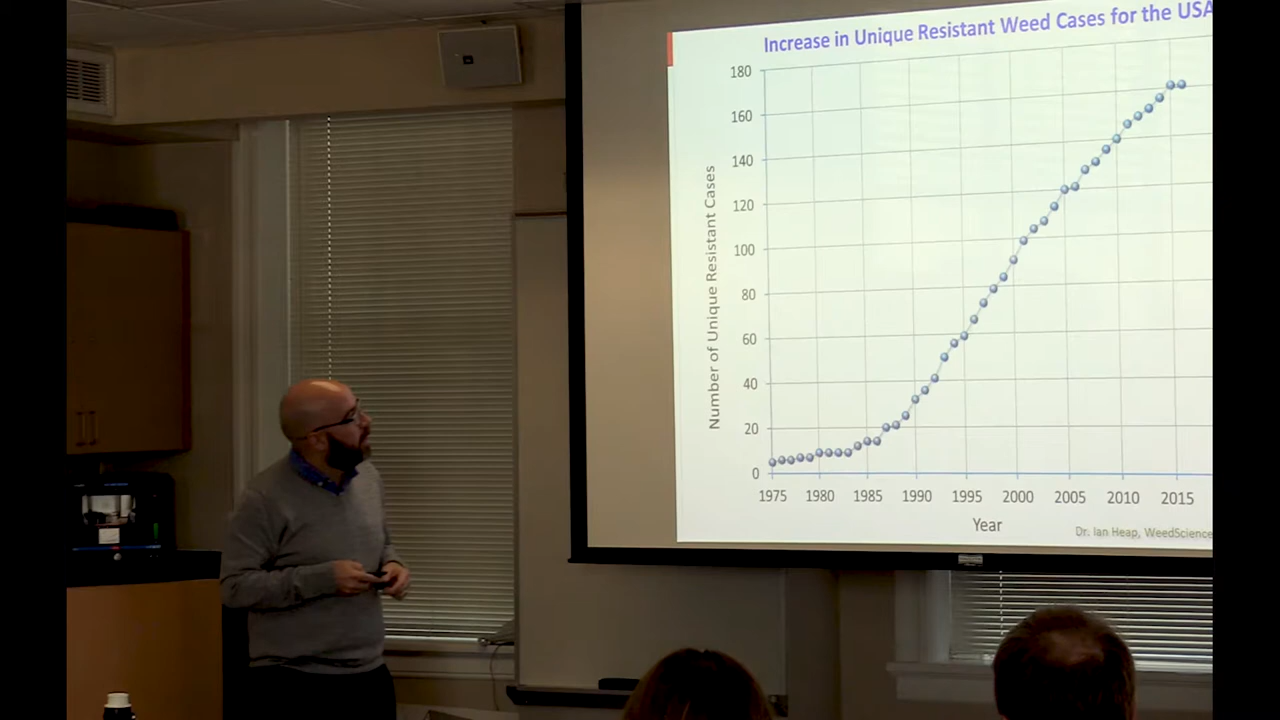 Increase in Unique Resistant Weed Cases for the USA
180
160
140
120
100
80
60
40
20
0
Number of Unique Resistant Cases
1975 1980 1985 1990 1995 2000 2005 2010 2015
Year
Dr. Ian Heap, WeedScience